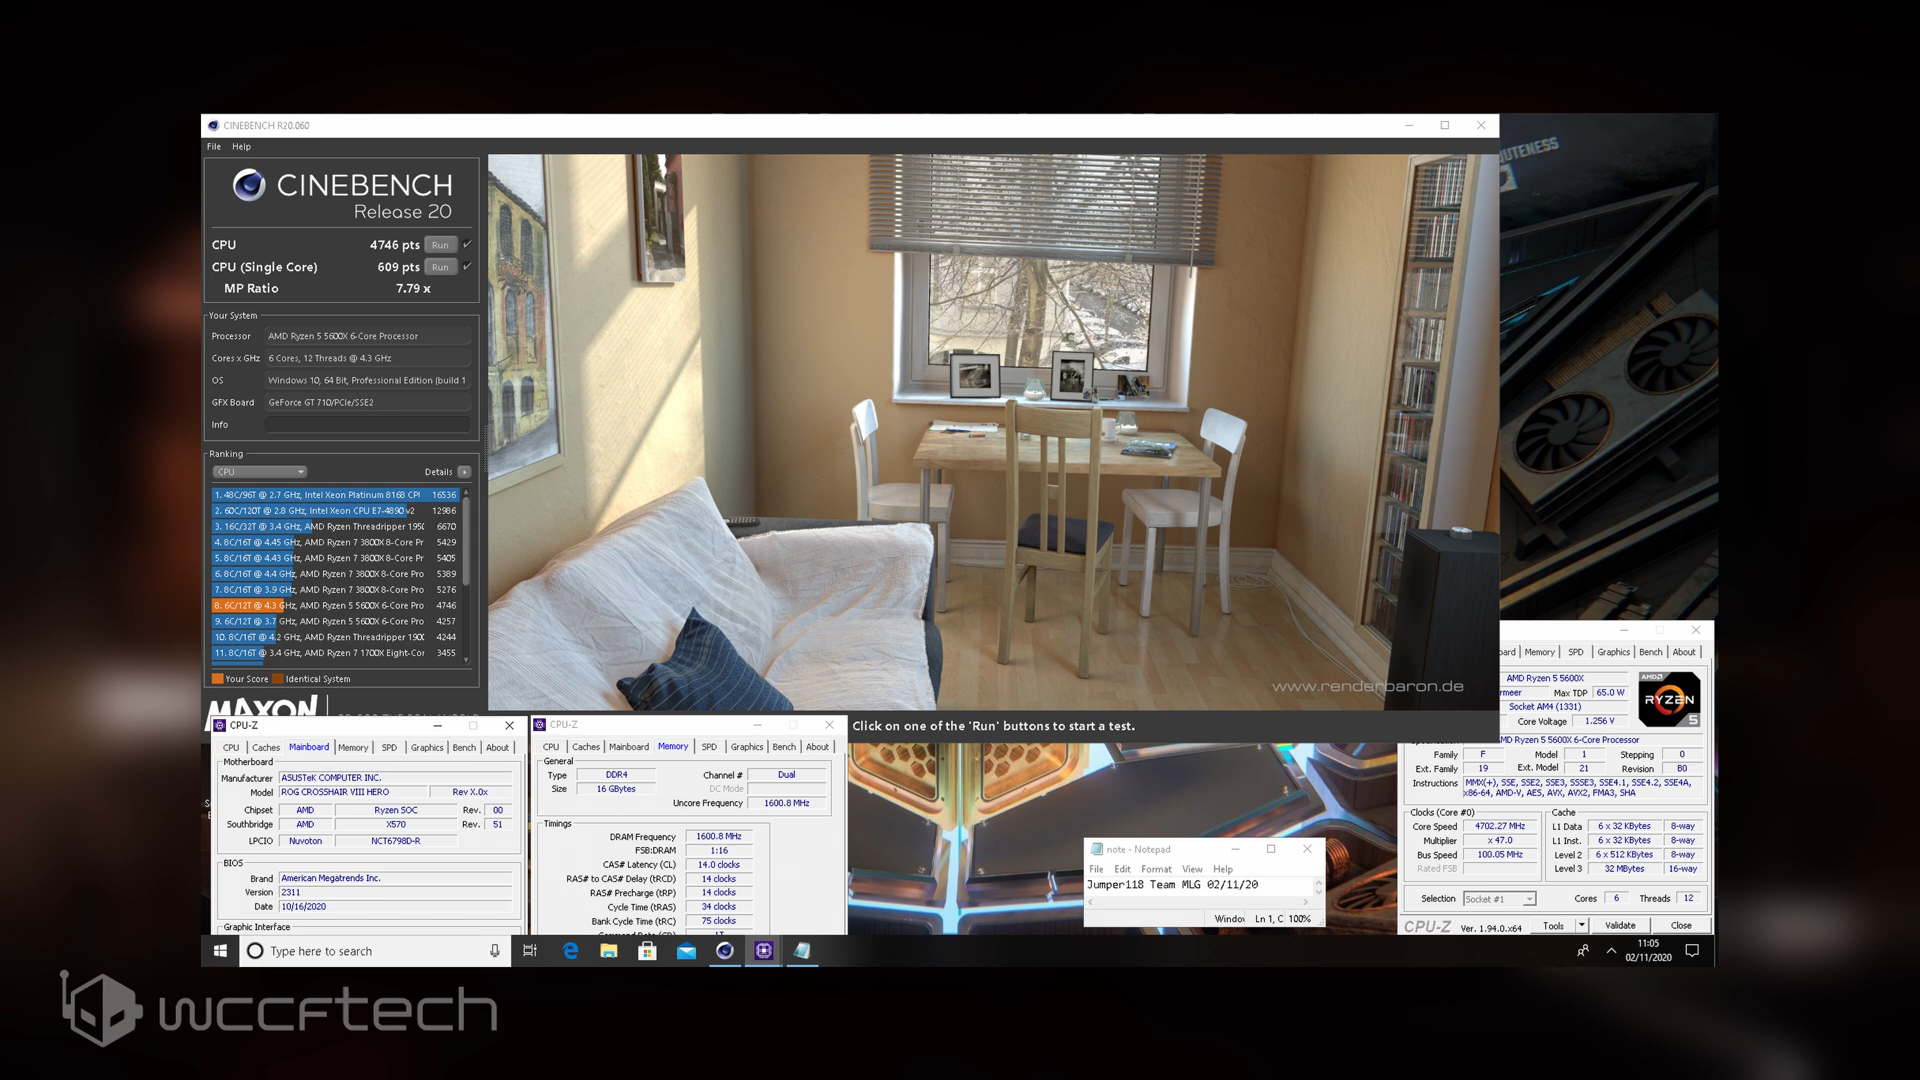 CINEBENCH R20.060
File Help
CINEBENCH
Release 20
CPU 4746 pts Run
CPU (Single Core) 609 pts Run
MP Ratio 7.79 x
Your System
Processor AMD Ryzen 5 5600X 6-Core Processor
Cores x GHz 6 Cores, 12 Threads @ 4.3 GHz
OS Windows 10, 64 Bit, Professional Edition (build 1
GFX Board GeForce GT 710/PCIe/SSE2
Info
Ranking
CPU Details
1. 48C/96T @ 2.7 GHz, Intel Xeon Platinum 8168 CPU 16536
2. 60C/120T @ 2.8 GHz, Intel Xeon CPU E7-4890 v2 12986
3. 16C/32T @ 3.4 GHz, AMD Ryzen Threadripper 1950 6670
4. 8C/16T @ 4.45 GHz, AMD Ryzen 7 3800X 8-Core Pr 5429
5. 8C/16T @ 4.43 GHz, AMD Ryzen 7 3800X 8-Core Pr 5405
6. 8C/16T @ 4.4 GHz, AMD Ryzen 7 3800X 8-Core Pro 5389
7. 8C/16T @ 3.9 GHz, AMD Ryzen 7 3800X 8-Core Pro 5276
8. 6C/12T @ 4.3 GHz, AMD Ryzen 5 5600X 6-Core Pro 4746
9. 6C/12T @ 3.7 GHz, AMD Ryzen 5 5600X 6-Core Pro 4257
10. 8C/16T @ 4.2 GHz, AMD Ryzen Threadripper 1900 4244
11. 8C/16T @ 3.4 GHz, AMD Ryzen 7 1700X Eight-Cor 3455
Your Score Identical System
MAXON
www.renderbaron.de
Click on one of the 'Run' buttons to start a test.
UTENESS
CPU-Z
CPU Caches Mainboard Memory SPD Graphics Bench About
Motherboard
Manufacturer ASUSTeK COMPUTER INC.
Model ROG CROSSHAIR VIII HERO Rev X.0x
Chipset AMD Ryzen SOC Rev. 00
Southbridge AMD X570 Rev. 51
LPCIO Nuvoton NCT6798D-R
BIOS
Brand American Megatrends Inc.
Version 2311
Date 10/16/2020
Graphic Interface
CPU-Z
CPU Caches Mainboard Memory SPD Graphics Bench About
General
Type DDR4 Channel # Dual
Size 16 GBytes DC Mode
Uncore Frequency 1600.8 MHz
Timings
DRAM Frequency 1600.8 MHz
FSB:DRAM 1:16
CAS# Latency (CL) 14.0 clocks
RAS# to CAS# Delay (tRCD) 14 clocks
RAS# Precharge (tRP) 14 clocks
Cycle Time (tRAS) 34 clocks
Bank Cycle Time (tRC) 75 clocks
note - Notepad
File Edit Format View Help
Jumper118 Team MLG 02/11/20
Windov Ln 1, C 100%
ard Memory SPD Graphics Bench About
AMD Ryzen 5 5600X
rmeer Max TDP 65.0 W
Socket AM4 (1331)
Core Voltage 1.256 V
AMD RYZEN 5
MD Ryzen 5 5600X 6-Core Processor
Family F Model 1 Stepping 0
Ext. Family 19 Ext. Model 21 Revision B0
Instructions MMX(+), SSE, SSE2, SSE3, SSSE3, SSE4.1, SSE4.2, SSE4A,
x86-64, AMD-V, AES, AVX, AVX2, FMA3, SHA
Clocks (Core #0) Cache
Core Speed 4702.27 MHz L1 Data 6 x 32 KBytes 8-way
Multiplier x 47.0 L1 Inst. 6 x 32 KBytes 8-way
Bus Speed 100.05 MHz Level 2 6 x 512 KBytes 8-way
Rated FSB Level 3 32 MBytes 16-way
Selection Socket #1 Cores 6 Threads 12
CPU-Z Ver. 1.94.0.x64 Tools Validate Close
Type here to search
11:05
02/11/2020
wccftech